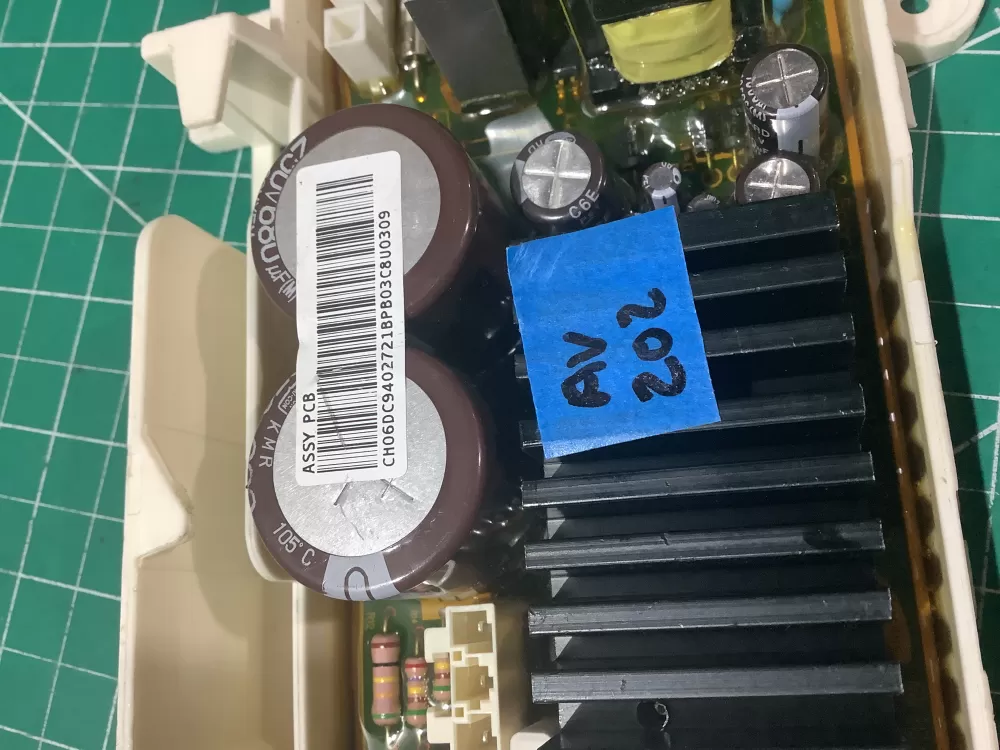 ASSY PCB
CH06DC9402721BPB03C8U0309
AV
202
KMR
105°C
C6E